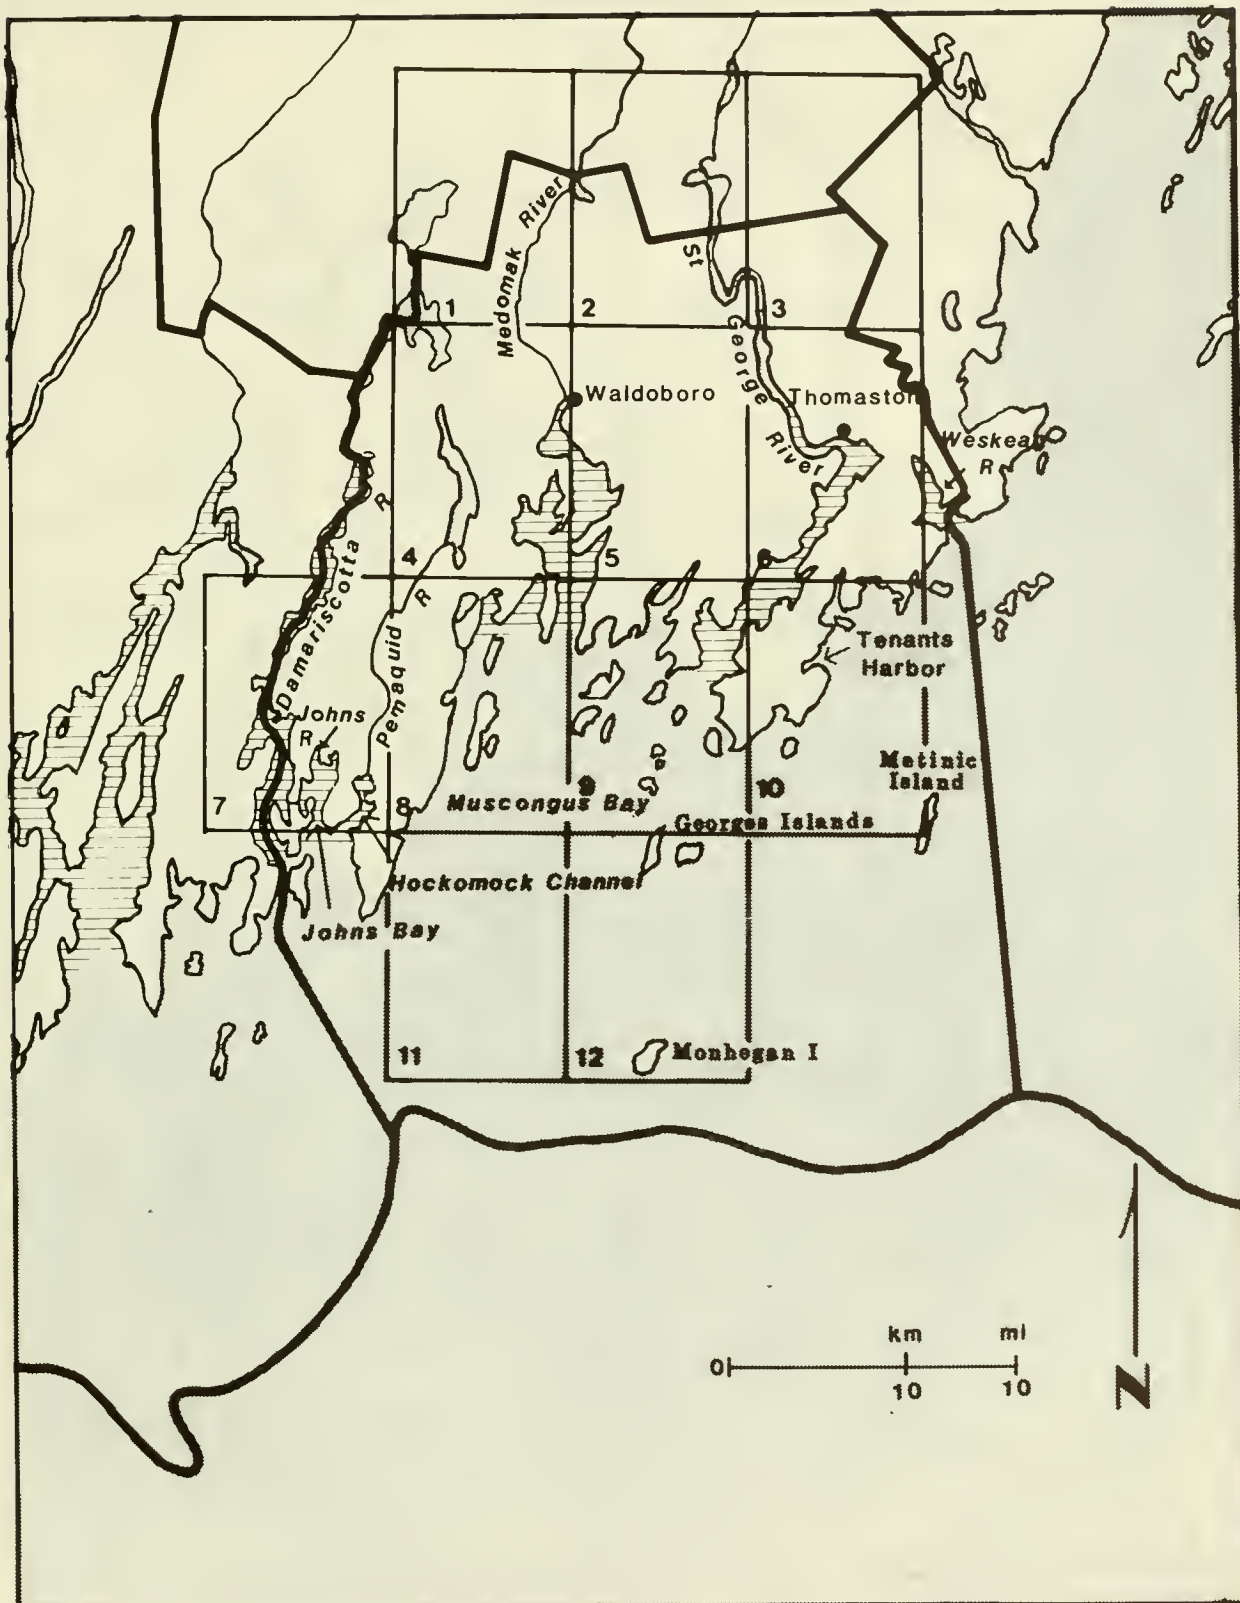 Medomak River
St George River
1
2
3
Waldoboro
Thomaston
Weskeag
R
Damariscotta R
4
5
6
Pemaquid R
Tenants
Harbor
Johns
R
Matinic
Island
7
8
9
10
Muscongus Bay
Georges Islands
Hockomock Channel
Johns Bay
11
12
Monhegan I
km
mi
0
10
10
N